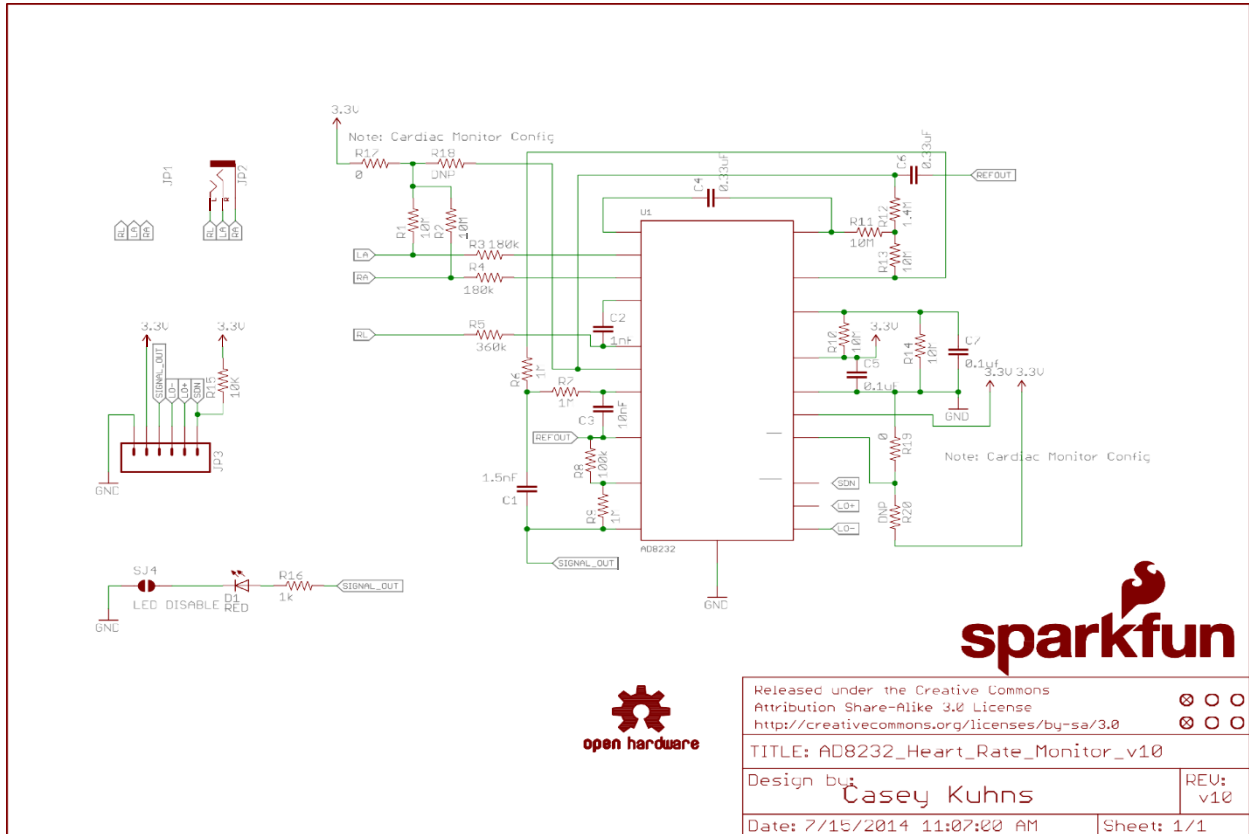 3.3V
Note: Cardiac Monitor Config
R17
0
R18
DNP
JP1
JP2
L
R
RL
LA
RA
RL
LA
RA
R1
10M
R2
10M
LA
R3 180k
RA
R4
180k
RL
R5
360k
C4
0.33uF
C6
0.33uF
REFOUT
U1
R11
10M
R12
1.4M
R13
10M
C2
1nF
R6
1M
R7
1M
C3
10nF
REFOUT
R8
100k
R9
1M
1.5nF
C1
SIGNAL_OUT
AD8232
GND
R10
10M
3.3V
C5
0.1uF
R14
10M
C7
0.1uF
3.3V
3.3V
GND
R19
0
Note: Cardiac Monitor Config
DNP
R20
SDN
LO+
LO-
3.3V
3.3V
SIGNAL_OUT
LO-
LO+
SDN
R15
10K
JP3
GND
SJ4
LED DISABLE
D1
RED
R16
1k
SIGNAL_OUT
GND
sparkfun
open hardware
Released under the Creative Commons
Attribution Share-Alike 3.0 License
http://creativecommons.org/licenses/by-sa/3.0
TITLE: AD8232_Heart_Rate_Monitor_v10
Design by:
Casey Kuhns
REV:
v10
Date: 7/15/2014 11:07:00 AM
Sheet: 1/1